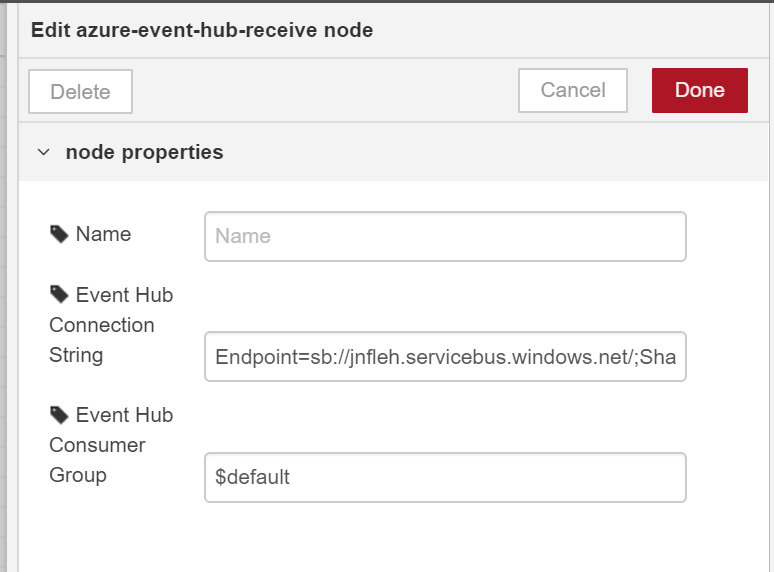 Edit azure-event-hub-receive node
Delete
Cancel
Done
node properties
Name
Name
Event Hub
Connection
String
Endpoint=sb://jnfleh.servicebus.windows.net/;Sha
Event Hub
Consumer
Group
$default